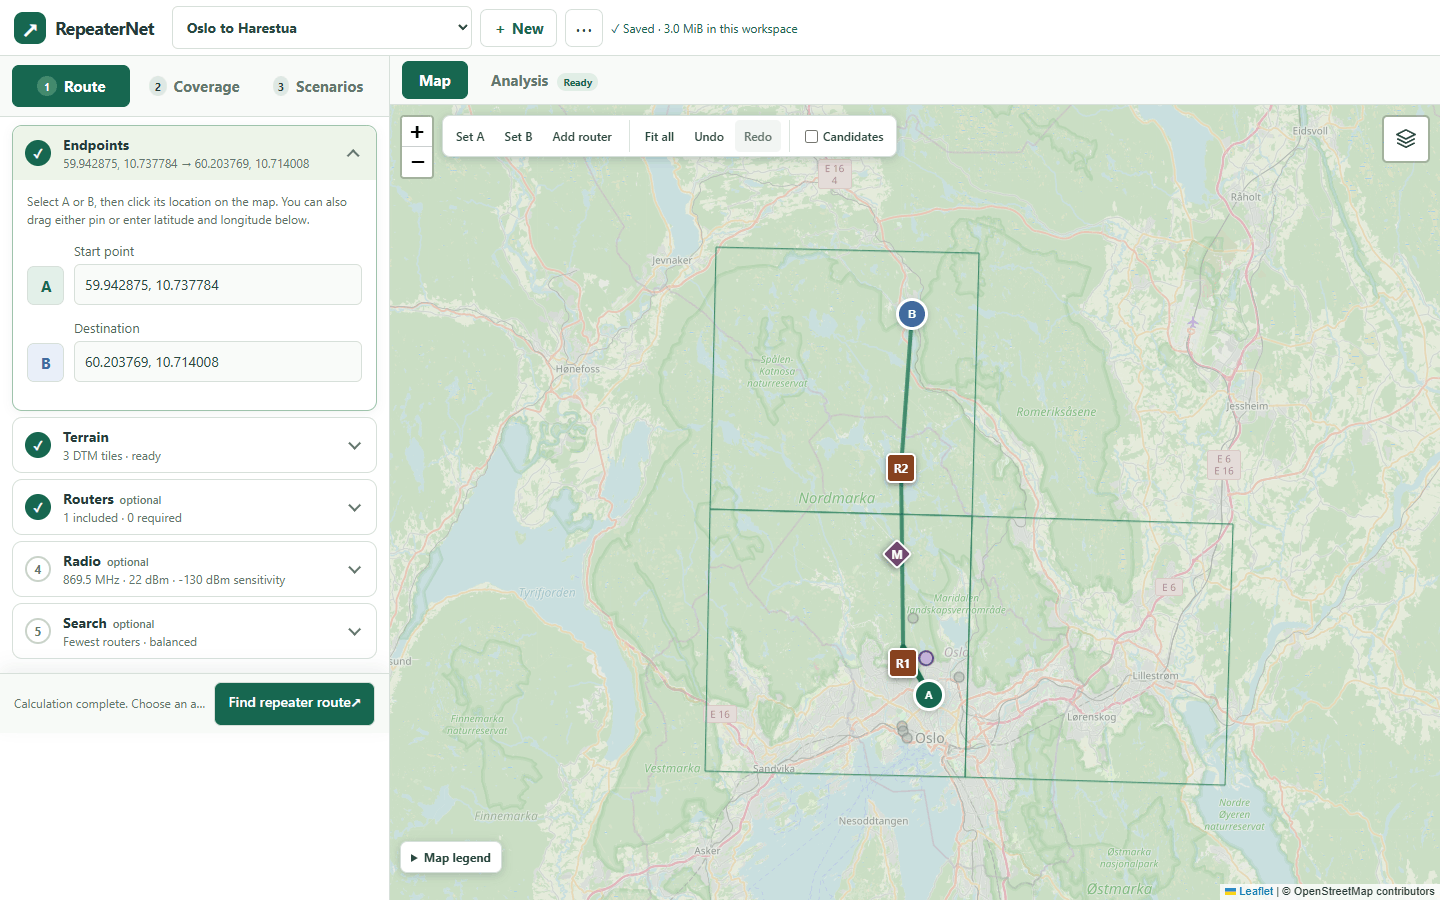 RepeaterNet
Oslo to Harestua
+ New
...
✓ Saved · 3.0 MiB in this workspace
1 Route
2 Coverage
3 Scenarios
Map
Analysis Ready
Endpoints
59.942875, 10.737784 → 60.203769, 10.714008
Select A or B, then click its location on the map. You can also
drag either pin or enter latitude and longitude below.
Start point
A
59.942875, 10.737784
Destination
B
60.203769, 10.714008
Terrain
3 DTM tiles · ready
Routers optional
1 included · 0 required
4
Radio optional
869.5 MHz · 22 dBm · -130 dBm sensitivity
5
Search optional
Fewest routers · balanced
Calculation complete. Choose an a...
Find repeater route↗
+
−
Set A
Set B
Add router
Fit all
Undo
Redo
Candidates
Eidsvoll
E 16
4
Råholt
Jevnaker
B
Spålen-
Katnosa
naturreservat
Hønefoss
Romeriksåsene
Jessheim
E 6
E 16
R2
Nordmarka
M
Tyrifjorden
E 6
Maridalen
landskapsvernområde
Oslo
R1
A
sund
Lillestrøm
E 16
Finnemarka
naturreservat
Lørenskog
Oslo
Vestmarka
Sandvika
Finnemarka
Nesoddtangen
Nordre
Øyeren
naturreservat
Asker
Østmarka
nasjonalpark
Østmarka
Map legend
Leaflet | © OpenStreetMap contributors